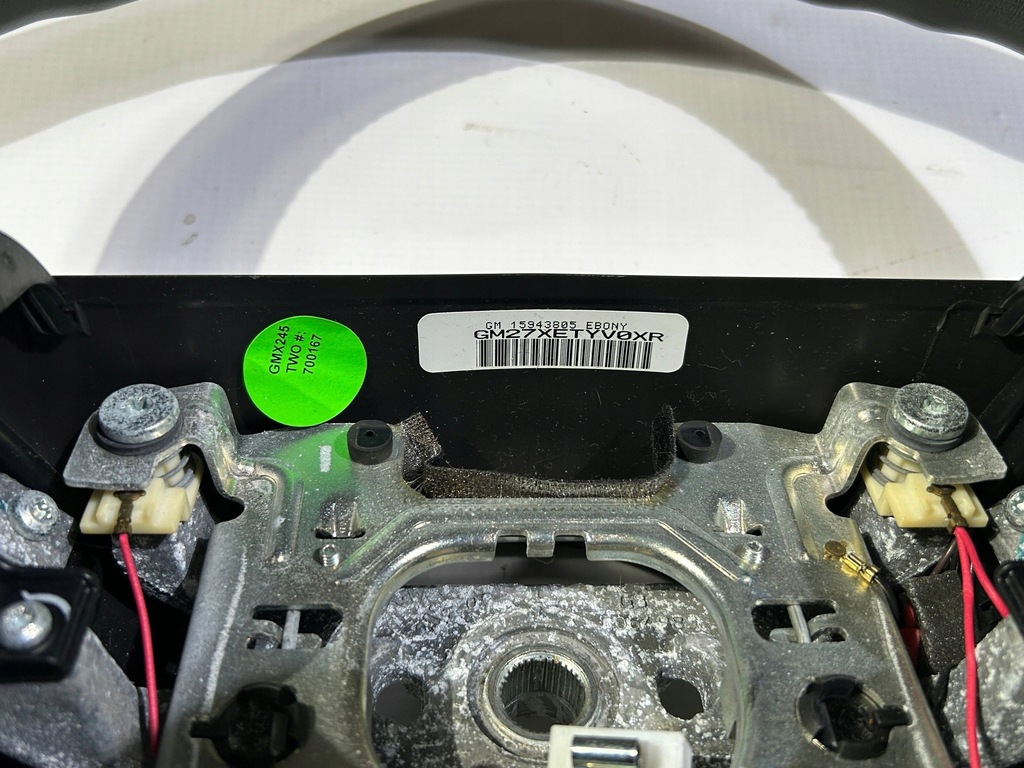 GMX245
TWO #:
700167
GM 15943805 EBONY
GM27XETYV0XR